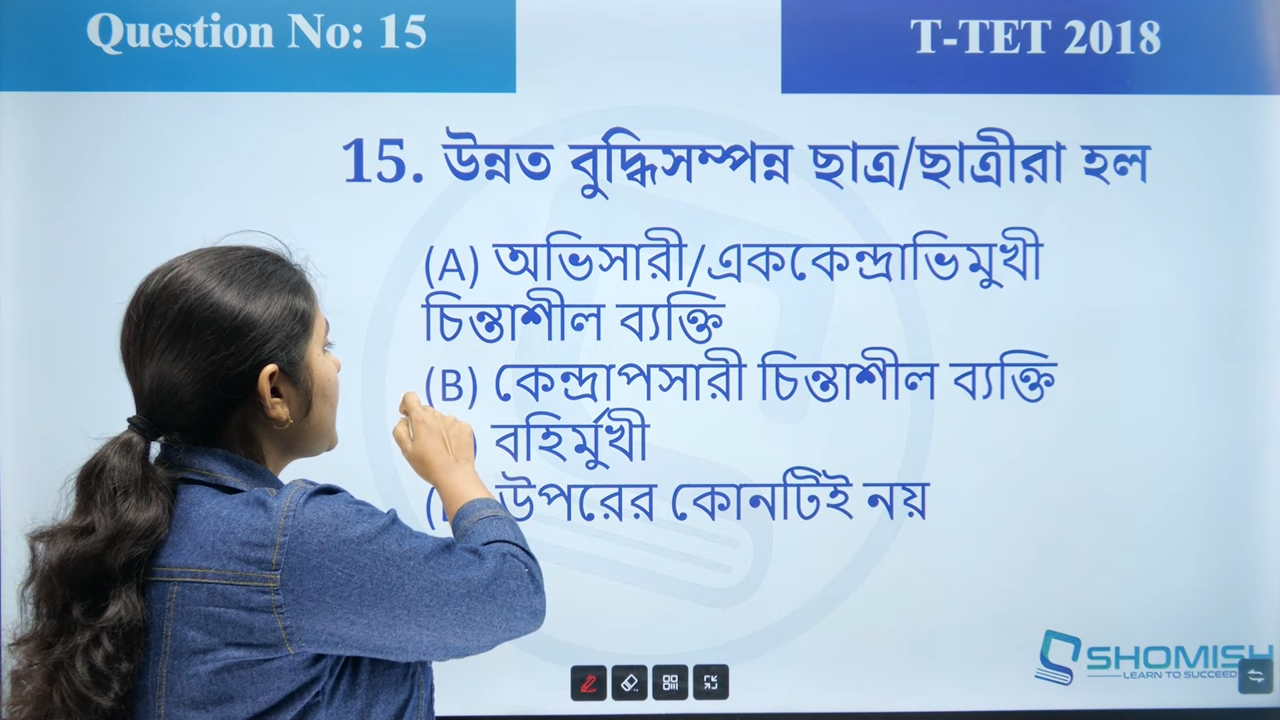 Question No: 15
T-TET 2018
15. উন্নত বুদ্ধিসম্পন্ন ছাত্র/ছাত্রীরা হল
(A) অভিসারী/এককেন্দ্রাভিমুখী
চিন্তাশীল ব্যক্তি
(B) কেন্দ্রাপসারী চিন্তাশীল ব্যক্তি
বহির্মুখী
উপরের কোনটিই নয়
SHOMISH
LEARN TO SUCCEED